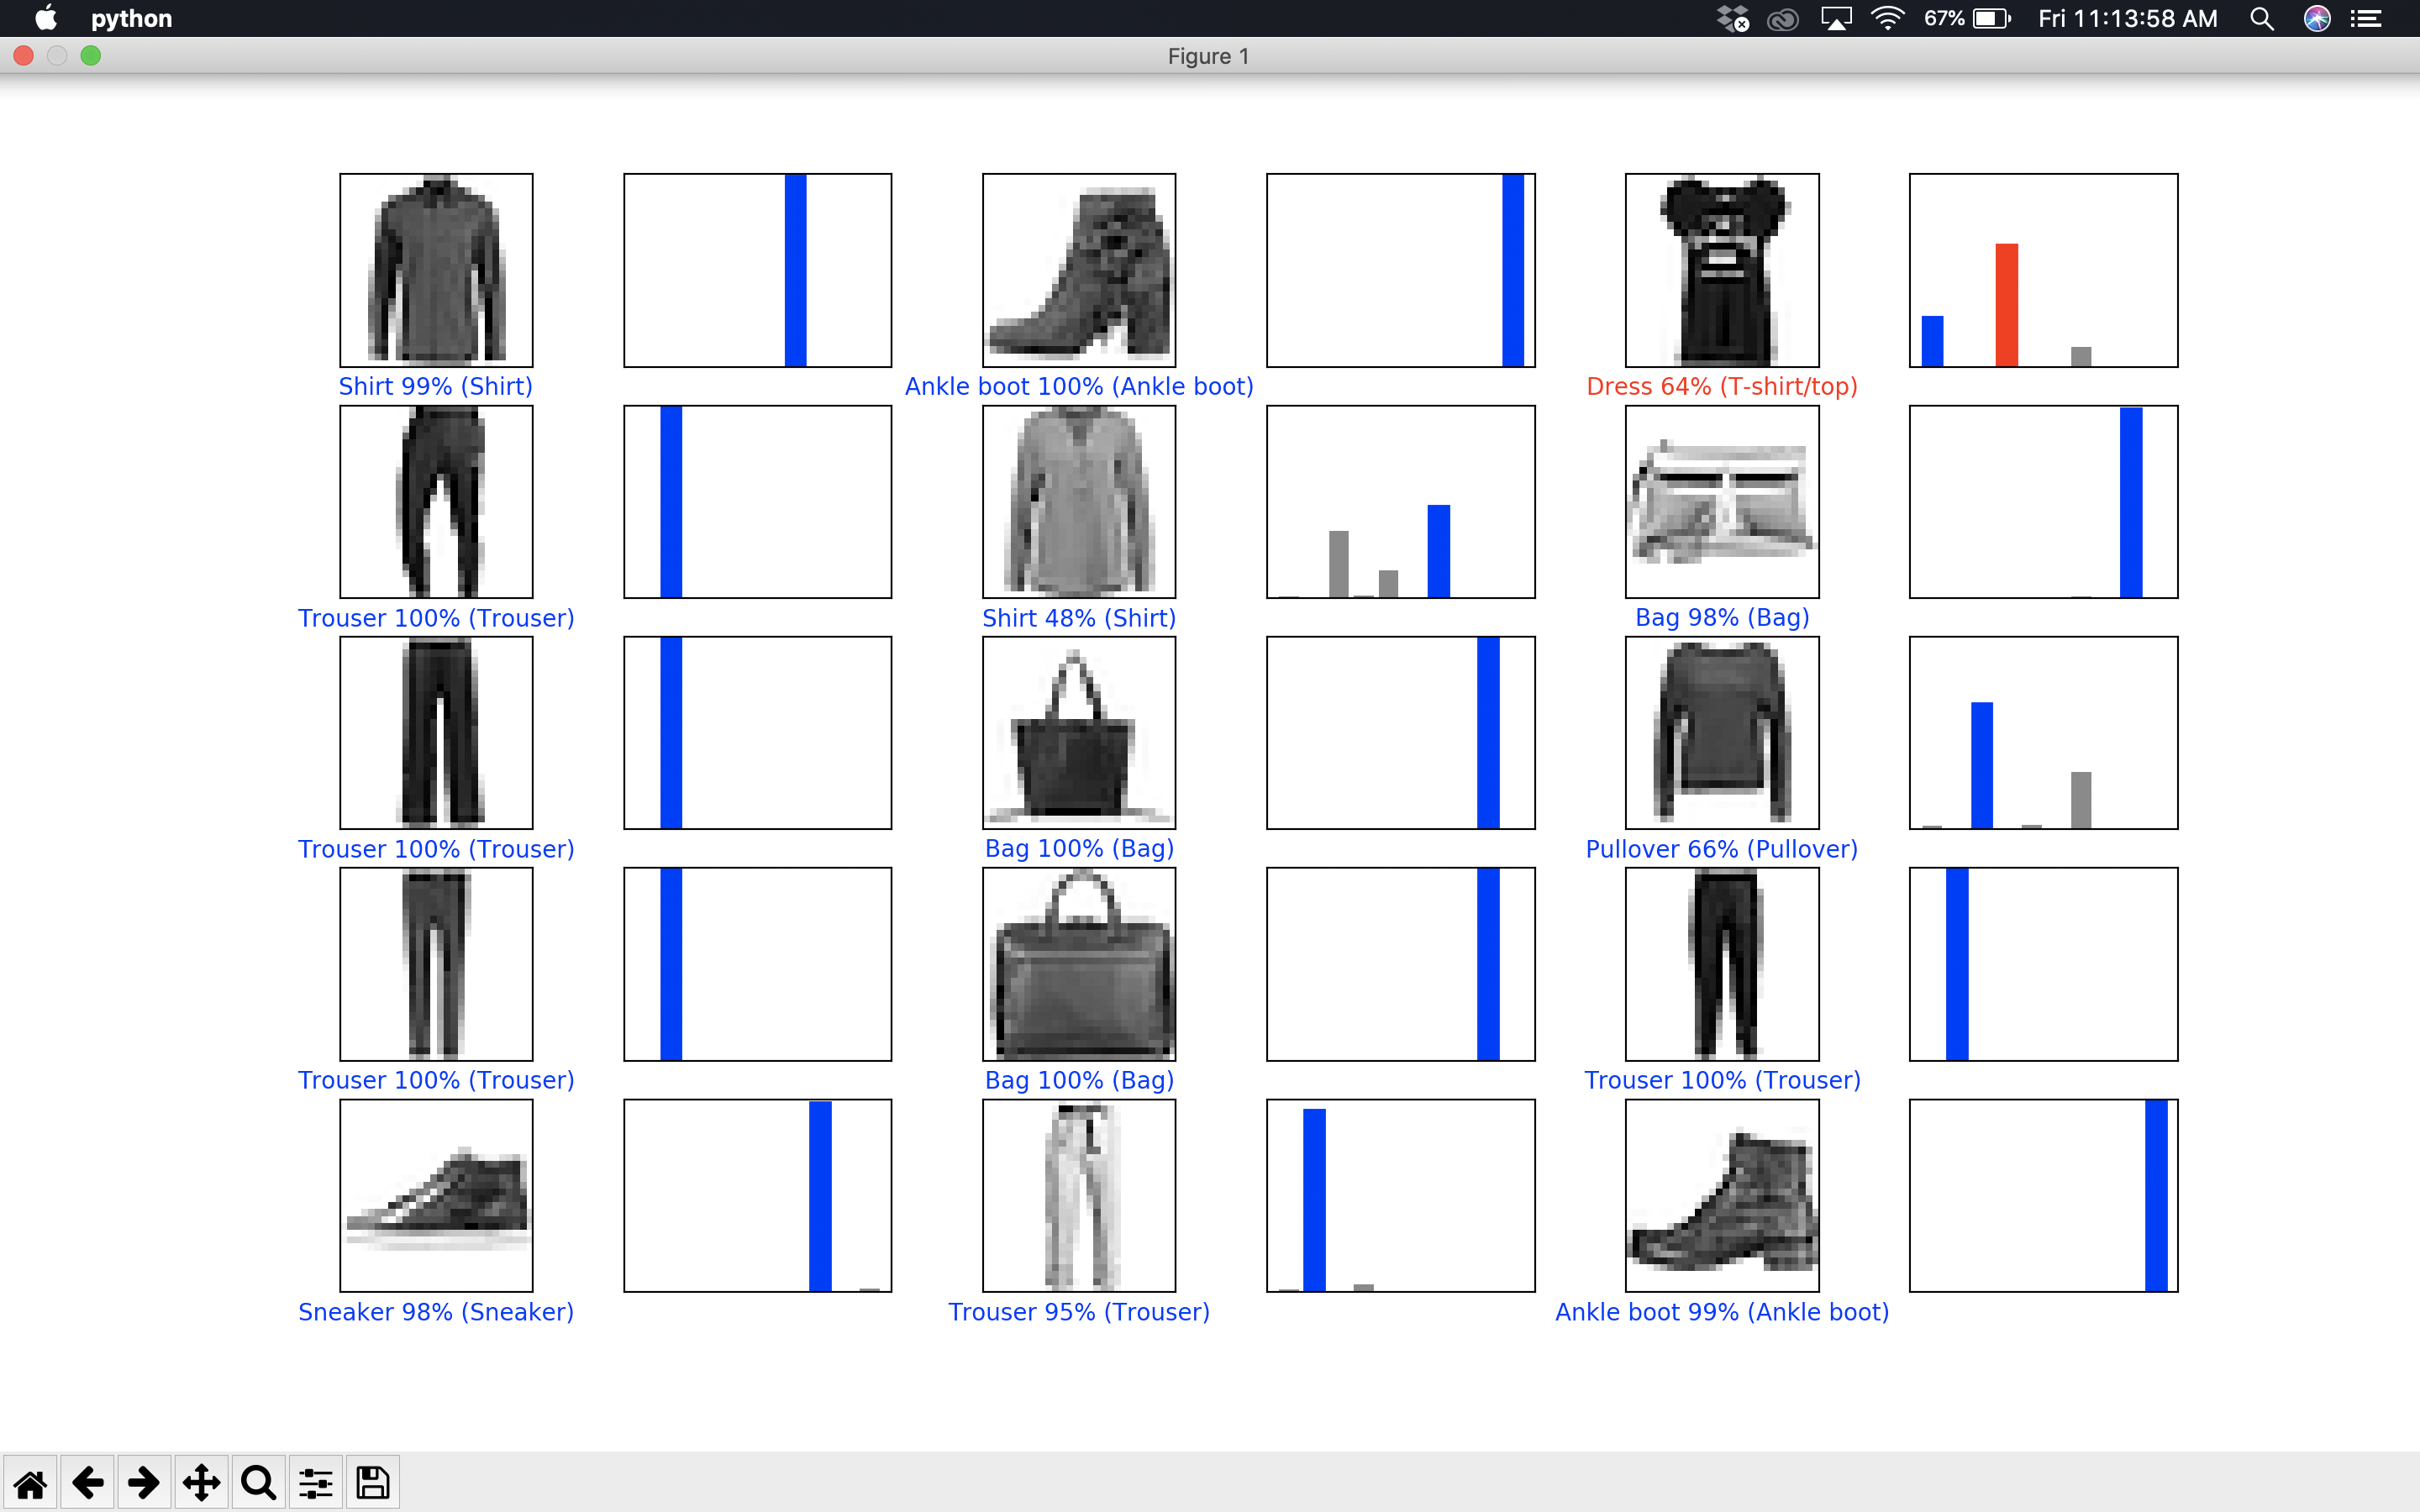 python 67% Fri 11:13:58 AM
Figure 1
Shirt 99% (Shirt) Ankle boot 100% (Ankle boot) Dress 64% (T-shirt/top)
Trouser 100% (Trouser) Shirt 48% (Shirt) Bag 98% (Bag)
Trouser 100% (Trouser) Bag 100% (Bag) Pullover 66% (Pullover)
Trouser 100% (Trouser) Bag 100% (Bag) Trouser 100% (Trouser)
Sneaker 98% (Sneaker) Trouser 95% (Trouser) Ankle boot 99% (Ankle boot)